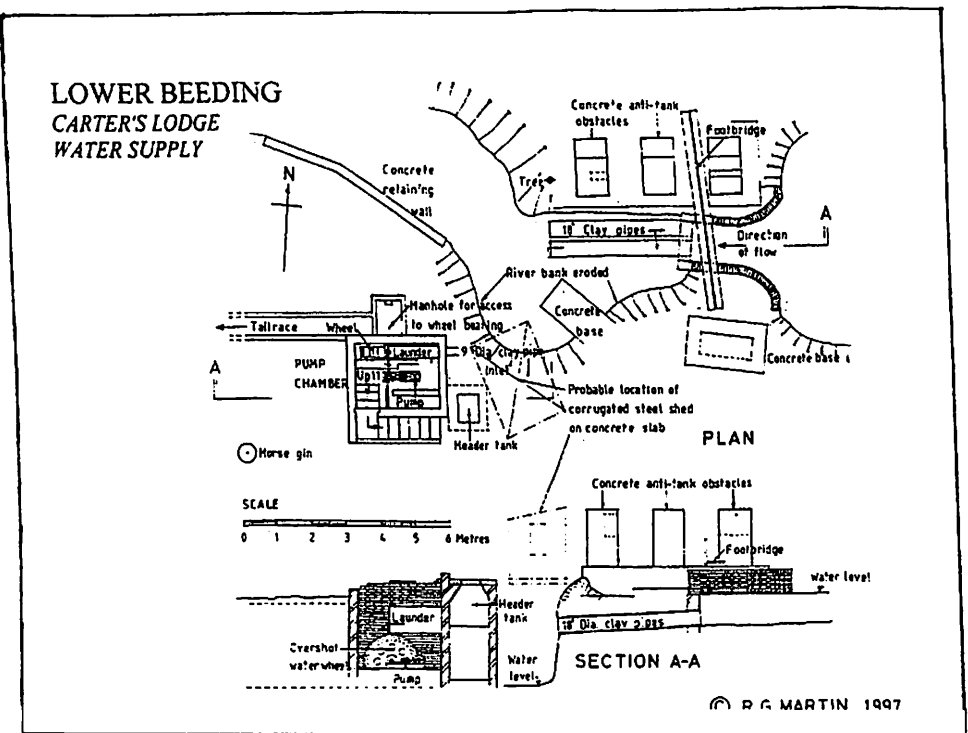 LOWER BEEDING
CARTER'S LODGE
WATER SUPPLY
N
Concrete
retaining
wall
Concrete anti-tank
obstacles
Footbridge
Tree
18" Clay pipes
A
Direction
of flow
River bank eroded
Concrete
base
Concrete base
Manhole for access
to wheel bearing
Tailrace
Wheel
Launder
9" Dia. clay pipe
inlet
PUMP
CHAMBER
A
Up
Pump
Header tank
Probable location of
corrugated steel shed
on concrete slab
PLAN
Horse gin
SCALE
0 1 2 3 4 5 6 Metres
Concrete anti-tank obstacles
Footbridge
Water level
Launder
Header
tank
18" Dia. clay pipes
Overshot
waterwheel
Pump
Water
level
SECTION A-A
© R G MARTIN 1997